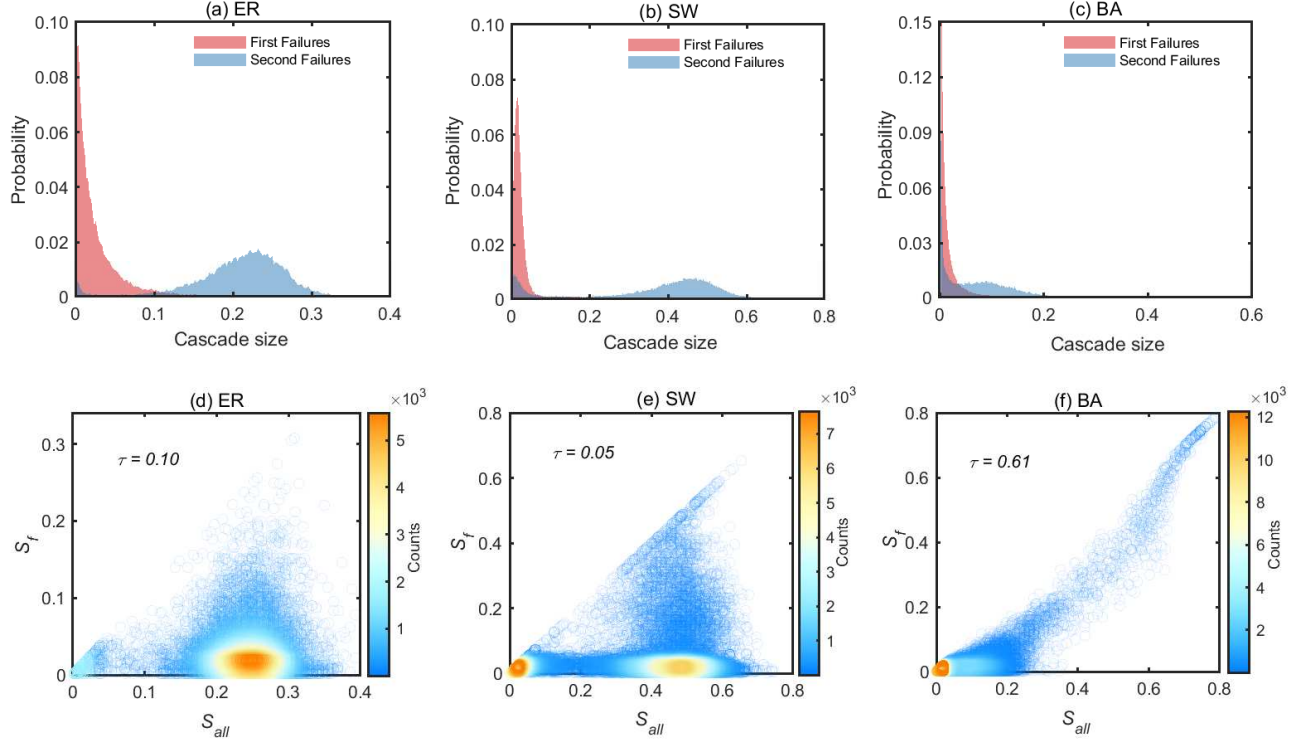 (a) ER
First Failures
Second Failures
0.10
0.08
0.06
0.04
0.02
0
Probability
0
0.1
0.2
0.3
0.4
Cascade size
(b) SW
First Failures
Second Failures
0.10
0.08
0.06
0.04
0.02
0
Probability
0
0.2
0.4
0.6
0.8
Cascade size
(c) BA
First Failures
Second Failures
0.15
0.12
0.09
0.06
0.03
0
Probability
0
0.2
0.4
0.6
Cascade size
(d) ER
τ = 0.10
0.3
0.2
0.1
0
S_f
0
0.1
0.2
0.3
0.4
S_all
×10³
5
4
3
2
1
Counts
(e) SW
τ = 0.05
0.8
0.6
0.4
0.2
0
S_f
0
0.2
0.4
0.6
0.8
S_all
×10³
7
6
5
4
3
2
1
Counts
(f) BA
τ = 0.61
0.8
0.6
0.4
0.2
0
S_f
0
0.2
0.4
0.6
0.8
S_all
×10³
12
10
8
6
4
2
Counts